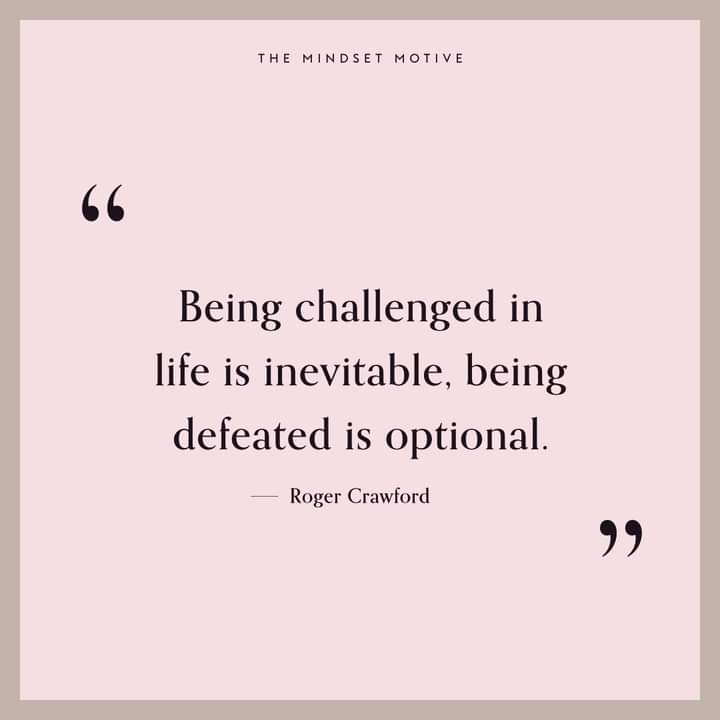 THE MINDSET MOTIVE
“
Being challenged in
life is inevitable, being
defeated is optional.
— Roger Crawford
”